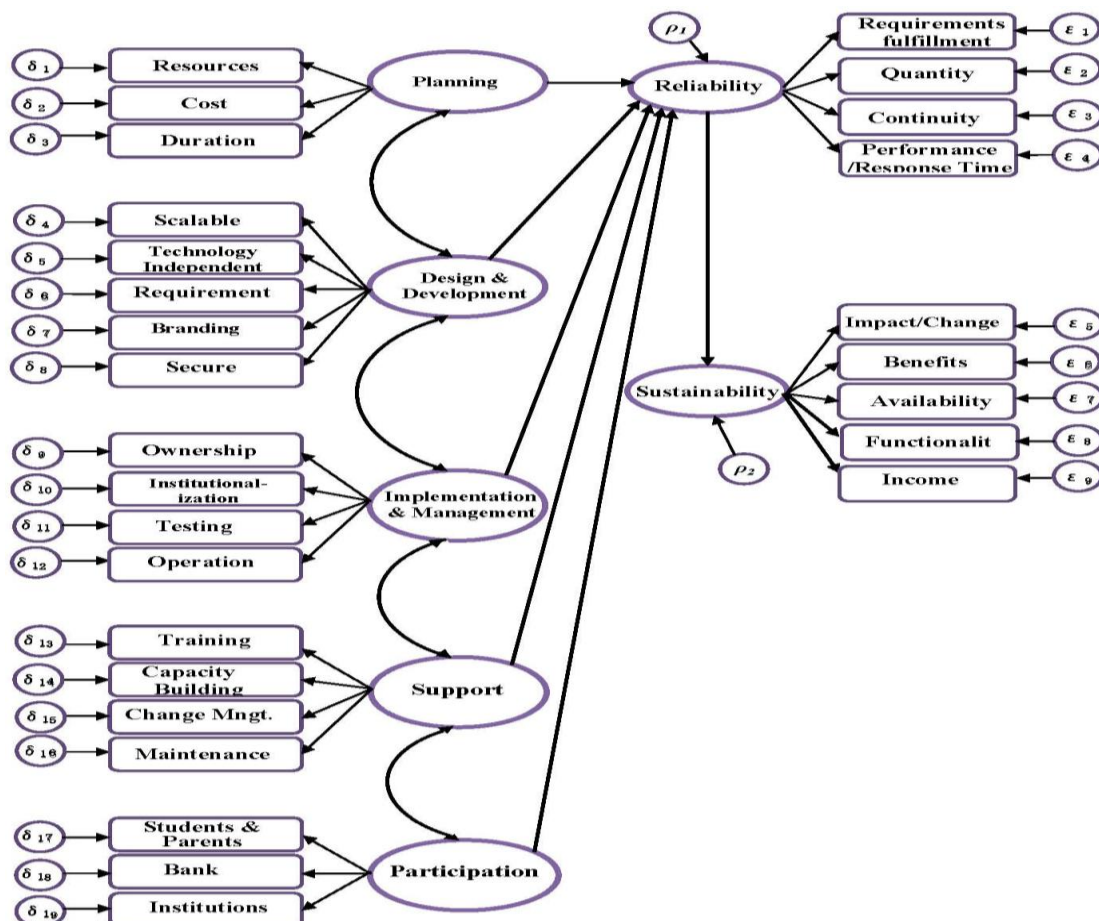 δ 1
Resources
δ 2
Cost
δ 3
Duration
Planning
ρ1
Reliability
Requirements
fulfillment
ε 1
Quantity
ε 2
Continuity
ε 3
Performance
/Response Time
ε 4
δ 4
Scalable
δ 5
Technology
Independent
δ 6
Requirement
δ 7
Branding
δ 8
Secure
Design &
Development
Sustainability
ρ2
Impact/Change
ε 5
Benefits
ε 6
Availability
ε 7
Functionalit
ε 8
Income
ε 9
δ 9
Ownership
δ 10
Institutional-
ization
δ 11
Testing
δ 12
Operation
Implementation
& Management
δ 13
Training
δ 14
Capacity
Building
δ 15
Change Mngt.
δ 16
Maintenance
Support
δ 17
Students &
Parents
δ 18
Bank
δ 19
Institutions
Participation